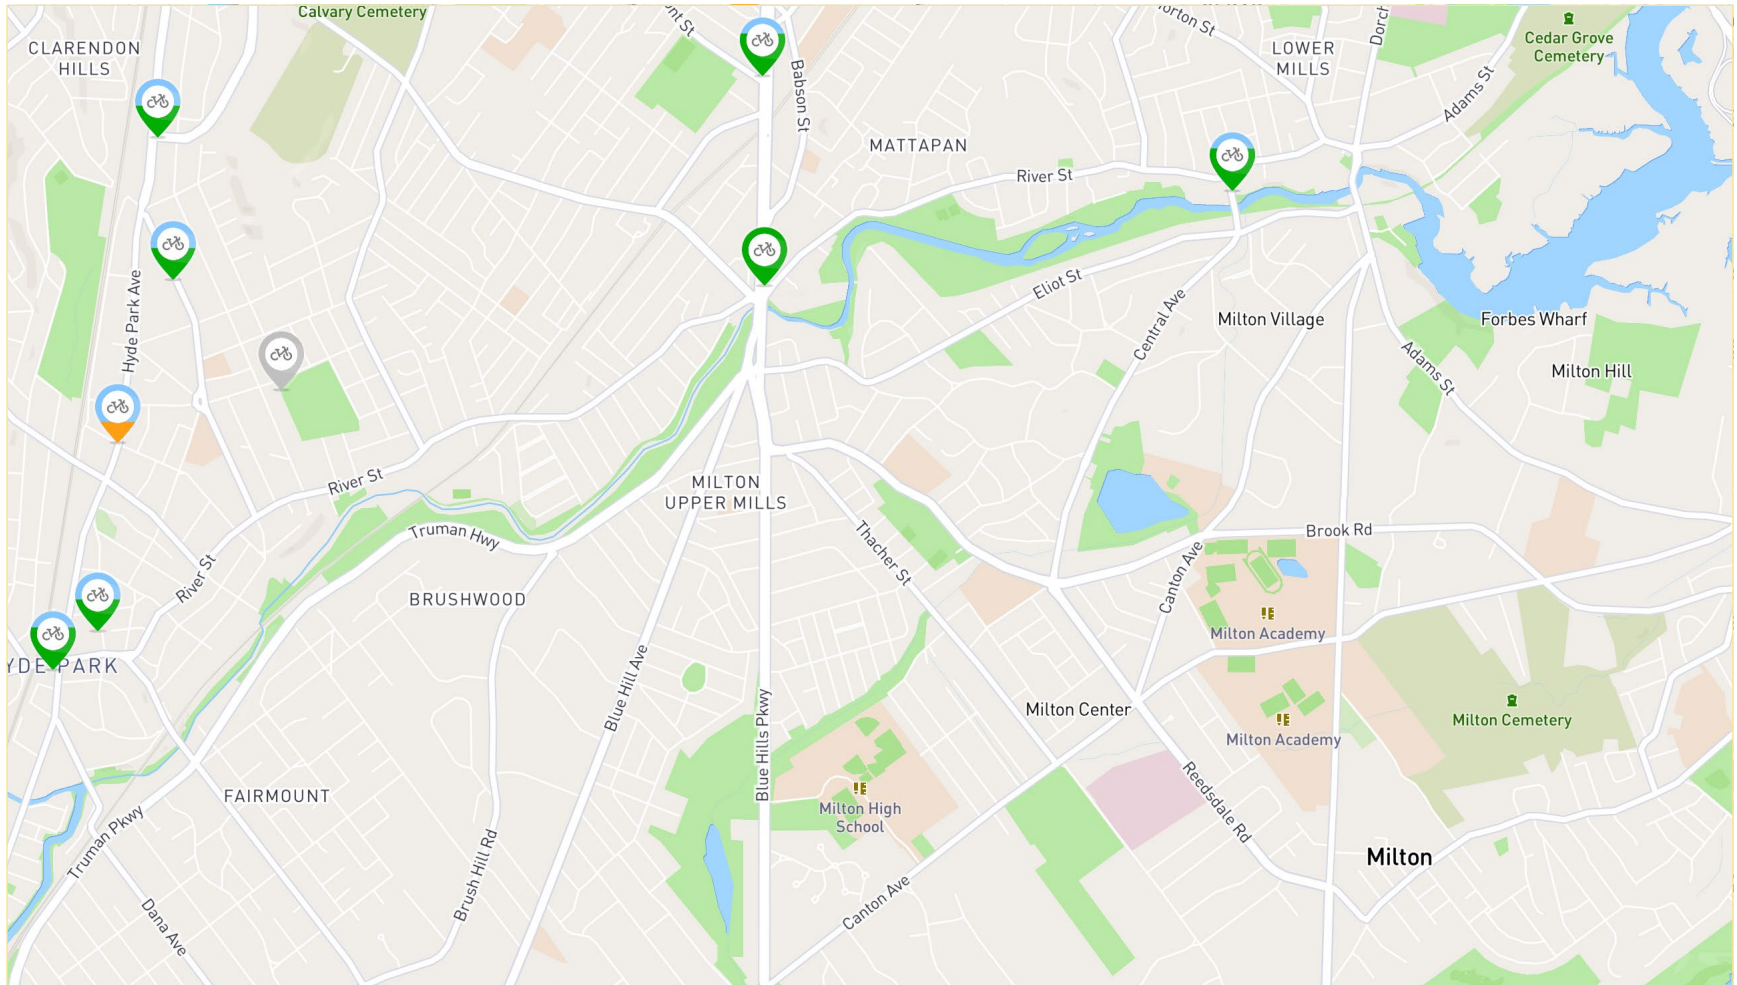 Calvary Cemetery
CLARENDON
HILLS
Babson St
LOWER
MILLS
Cedar Grove
Cemetery
Adams St
MATTAPAN
River St
Hyde Park Ave
Eliot St
Central Ave
Milton Village
Forbes Wharf
Adams St
Milton Hill
River St
MILTON
UPPER MILLS
Truman Hwy
Thacher St
Brook Rd
River St
Canton Ave
BRUSHWOOD
Milton Academy
YDE PARK
Blue Hill Ave
Blue Hills Pkwy
Milton Center
Milton Cemetery
Milton Academy
FAIRMOUNT
Milton High
School
Reedsdale Rd
Truman Pkwy
Milton
Brush Hill Rd
Canton Ave
Dana Ave